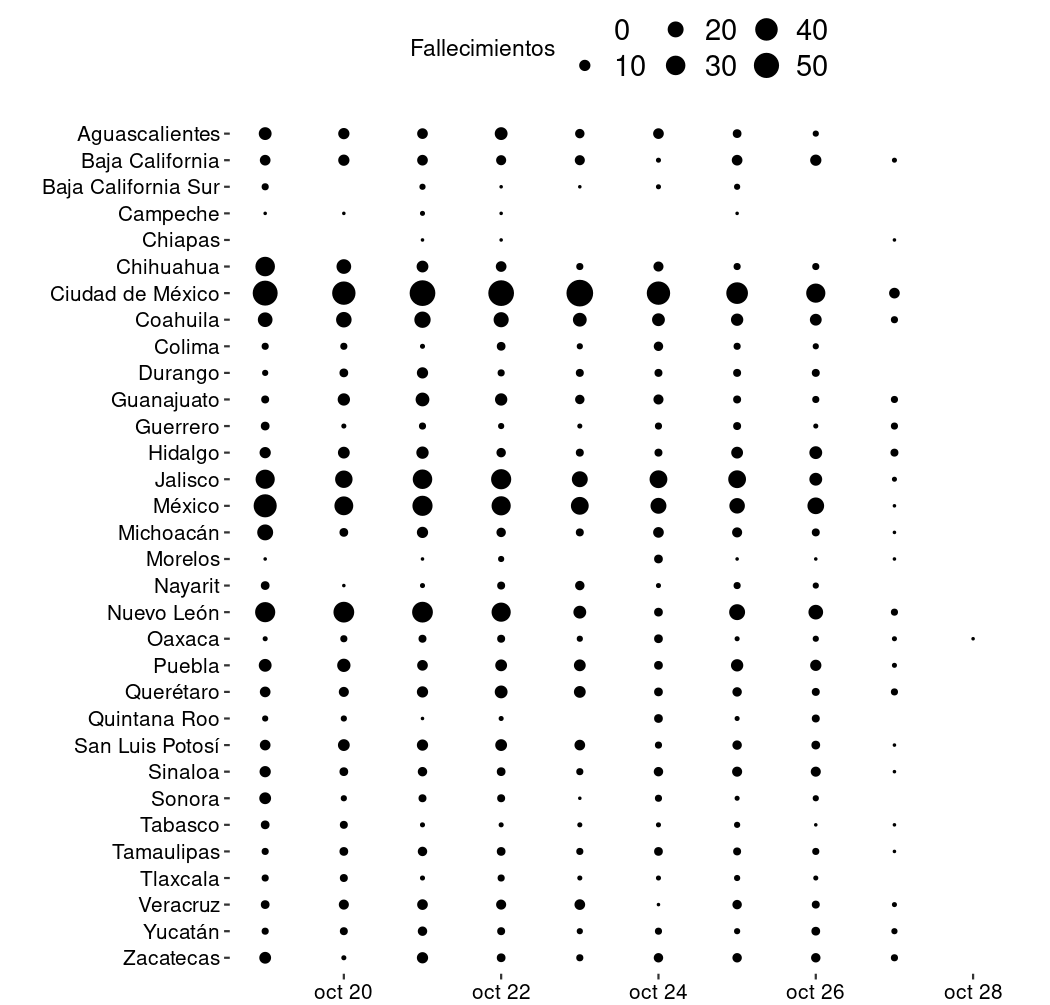 Fallecimientos
0 20 40
10 30 50
Aguascalientes
Baja California
Baja California Sur
Campeche
Chiapas
Chihuahua
Ciudad de México
Coahuila
Colima
Durango
Guanajuato
Guerrero
Hidalgo
Jalisco
México
Michoacán
Morelos
Nayarit
Nuevo León
Oaxaca
Puebla
Querétaro
Quintana Roo
San Luis Potosí
Sinaloa
Sonora
Tabasco
Tamaulipas
Tlaxcala
Veracruz
Yucatán
Zacatecas
oct 20 oct 22 oct 24 oct 26 oct 28